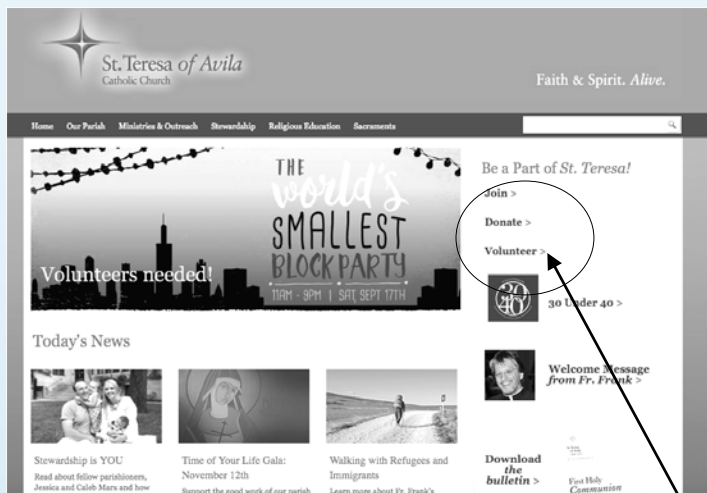 St. Teresa of Avila
Catholic Church
Faith & Spirit. Alive.
Home Our Parish Ministries & Outreach Stewardship Religious Education Sacraments
THE
world's
SMALLEST
BLOCK PARTY
11AM - 9PM | SAT, SEPT 17TH
Volunteers needed!
Be a Part of St. Teresa!
Join >
Donate >
Volunteer >
30
40
30 Under 40 >
Welcome Message
from Fr. Frank >
Today's News
Stewardship is YOU
Read about fellow parishioners,
Jessica and Caleb Mars and how
Time of Your Life Gala:
November 12th
Support the good work of our parish
Walking with Refugees and
Immigrants
Learn more about Fr. Frank's
Download
the
bulletin >
First Holy
Communion